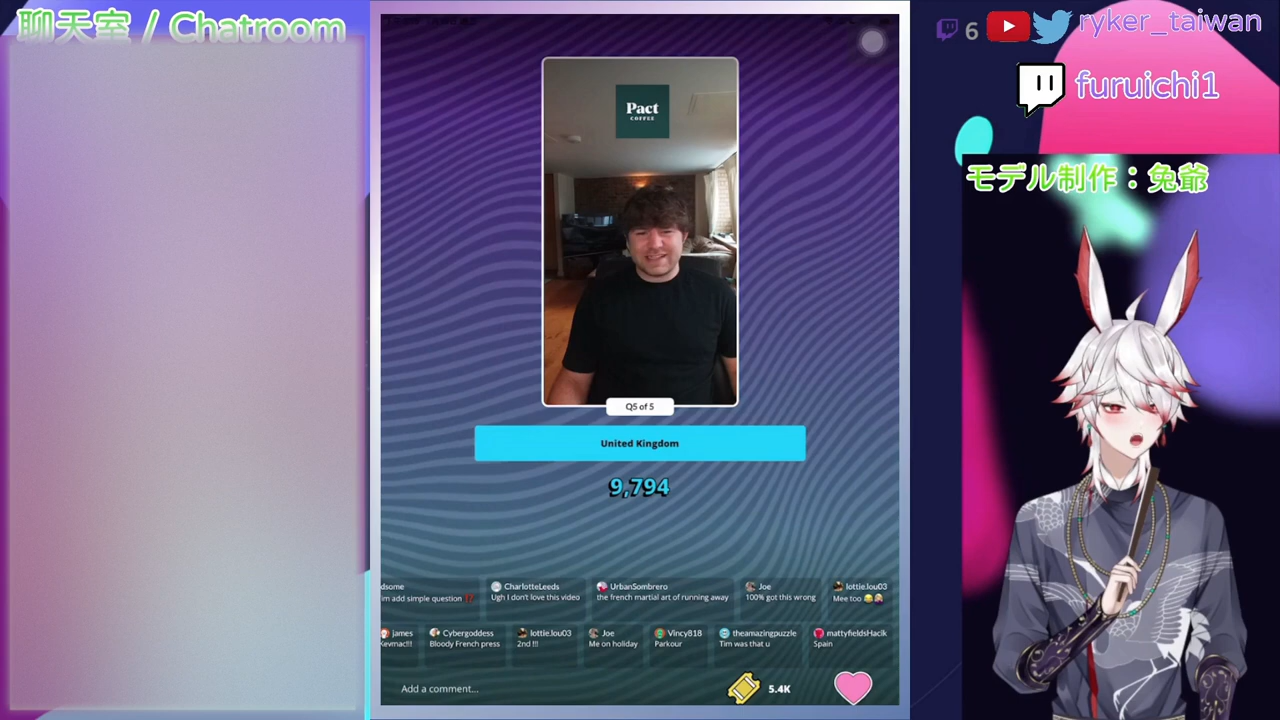 聊天室 / Chatroom
6
ryker_taiwan
furuichi1
モデル制作：兔爺
Pact
COFFEE
Q5 of 5
United Kingdom
9,794
dsome
im add simple question
CharlotteLeeds
Ugh I don't love this video
UrbanSombrero
the french martial art of running away
Joe
100% got this wrong
lottie.lou03
Mee too
james
Kevmac!!!
Cybergoddess
Bloody French press
lottie.lou03
2nd !!!
Joe
Me on holiday
Vincy818
Parkour
theamazingpuzzle
Tim was that u
mattyfieldsHacik
Spain
Add a comment...
5.4K